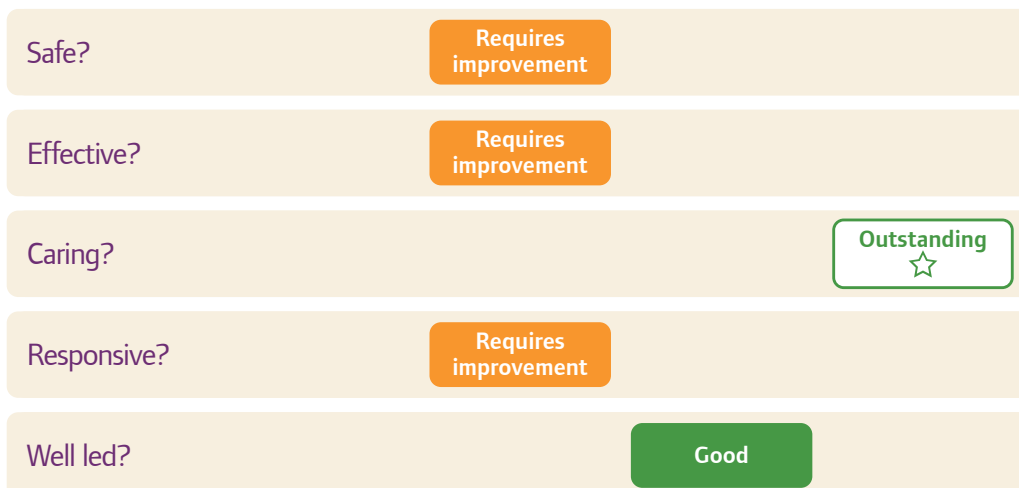 Safe?
Requires
improvement
Effective?
Requires
improvement
Caring?
Outstanding
Responsive?
Requires
improvement
Well led?
Good